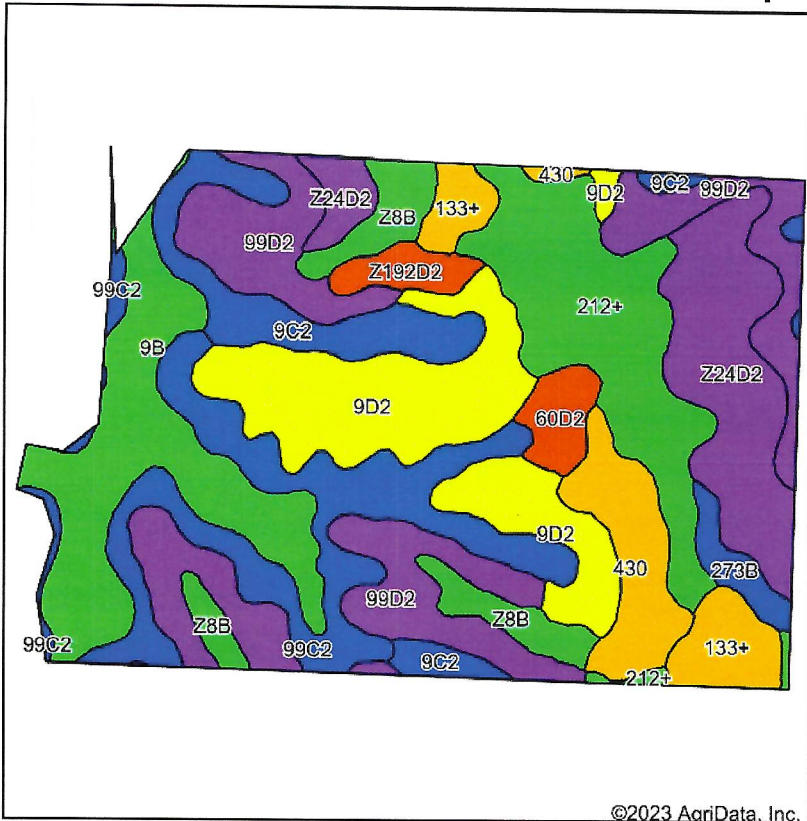 430
9D2
9C2
99D2
Z24D2
133+
Z8B
99D2
Z192D2
99C2
212+
9C2
9B
Z24D2
9D2
60D2
9D2
430
273B
99D2
Z8B
Z8B
99C2
99C2
9C2
133+
212+
©2023 AgriData, Inc.